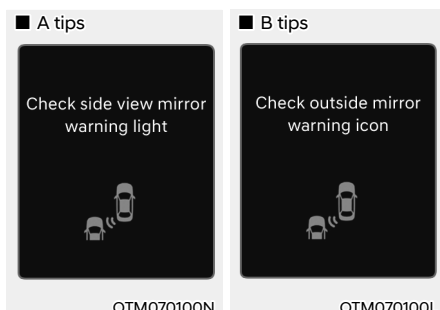 ■ A tips
Check side view mirror
warning light
OTM070100N
■ B tips
Check outside mirror
warning icon
OTM070100L